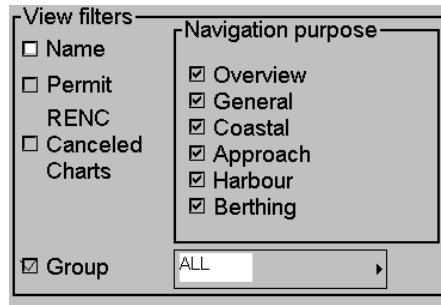 View filters
Name
Permit
RENC
Canceled
Charts
Navigation purpose
Overview
General
Coastal
Approach
Harbour
Berthing
Group
ALL